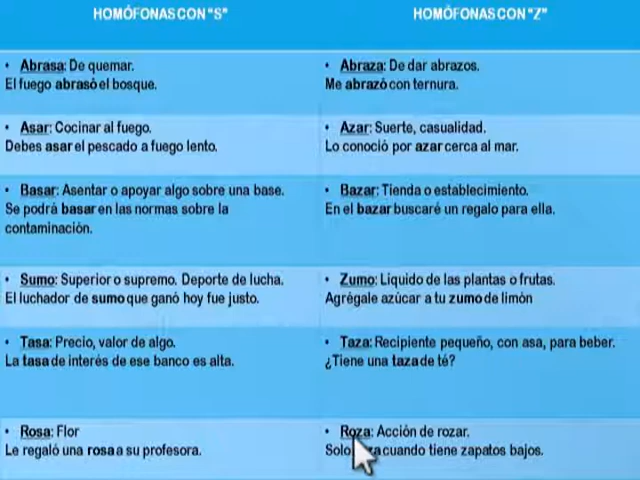 HOMÓFONAS CON "S"
HOMÓFONAS CON "Z"
• Abrasa: De quemar.
El fuego abrasó el bosque.
• Abraza: De dar abrazos.
Me abrazó con ternura.
• Asar: Cocinar al fuego.
Debes asar el pescado a fuego lento.
• Azar: Suerte, casualidad.
Lo conoció por azar cerca al mar.
• Basar: Asentar o apoyar algo sobre una base.
Se podrá basar en las normas sobre la
contaminación.
• Bazar: Tienda o establecimiento.
En el bazar buscaré un regalo para ella.
• Sumo: Superior o supremo. Deporte de lucha.
El luchador de sumo que ganó hoy fue justo.
• Zumo: Líquido de las plantas o frutas.
Agrégale azúcar a tu zumo de limón
• Tasa: Precio, valor de algo.
La tasa de interés de ese banco es alta.
• Taza: Recipiente pequeño, con asa, para beber.
¿Tiene una taza de té?
• Rosa: Flor
Le regaló una rosa a su profesora.
• Roza: Acción de rozar.
Solo cuando tiene zapatos bajos.